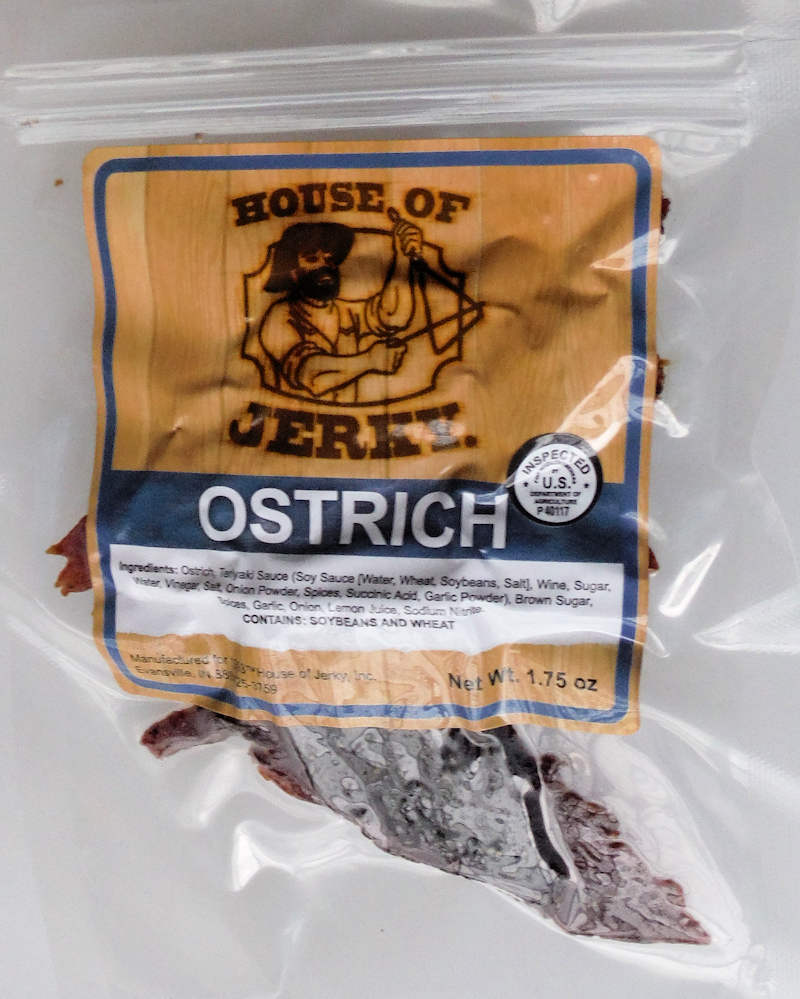 HOUSE OF
JERKY.
INSPECTED
U.S.
DEPARTMENT OF
AGRICULTURE
P 40117
OSTRICH
Ingredients: Ostrich, Teriyaki Sauce (Soy Sauce [Water, Wheat, Soybeans, Salt], Wine, Sugar,
Water, Vinegar, Salt, Onion Powder, Spices, Succinic Acid, Garlic Powder), Brown Sugar,
Spices, Garlic, Onion, Lemon Juice, Sodium Nitrite.
CONTAINS: SOYBEANS AND WHEAT
Manufactured for House of Jerky, Inc.
Evansville, IN
Net Wt. 1.75 oz